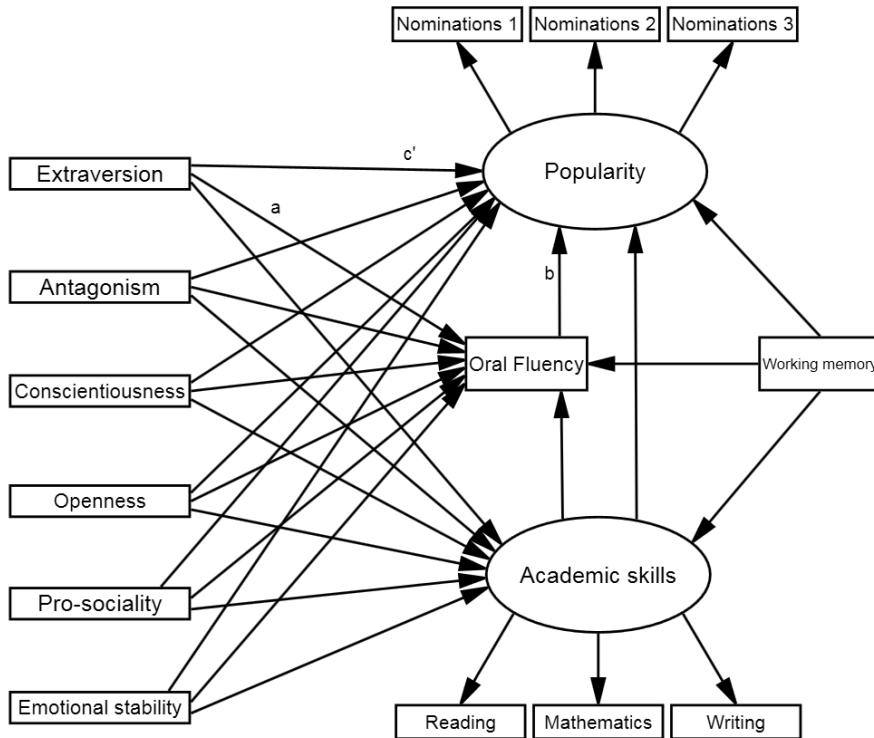 Nominations 1
Nominations 2
Nominations 3
c'
Extraversion
Popularity
a
Antagonism
b
Oral Fluency
Working memory
Conscientiousness
Openness
Academic skills
Pro-sociality
Emotional stability
Reading
Mathematics
Writing